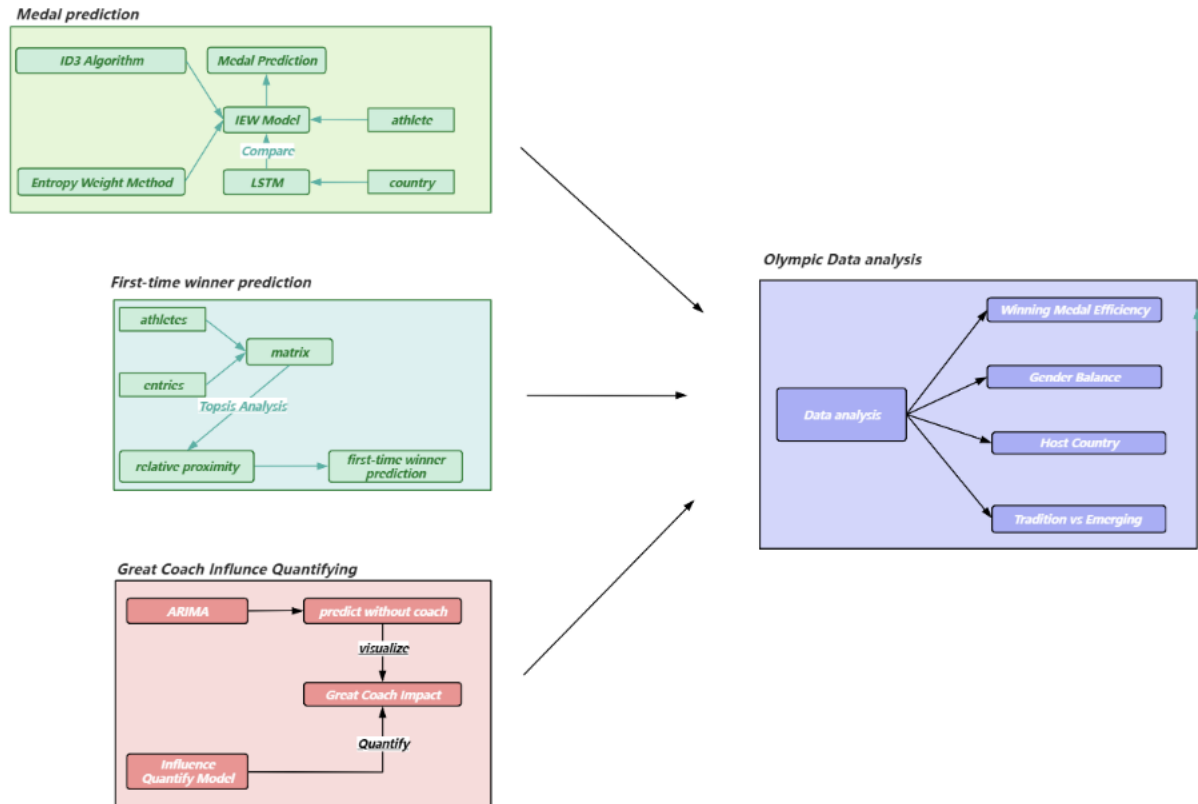 Medal prediction
ID3 Algorithm
Medal Prediction
IEW Model
athlete
Compare
Entropy Weight Method
LSTM
country
First-time winner prediction
athletes
matrix
entries
Topsis Analysis
relative proximity
first-time winner
prediction
Great Coach Influnce Quantifying
ARIMA
predict without coach
visualize
Great Coach Impact
Quantify
Influence
Quantify Model
Olympic Data analysis
Winning Medal Efficiency
Gender Balance
Data analysis
Host Country
Tradition vs Emerging